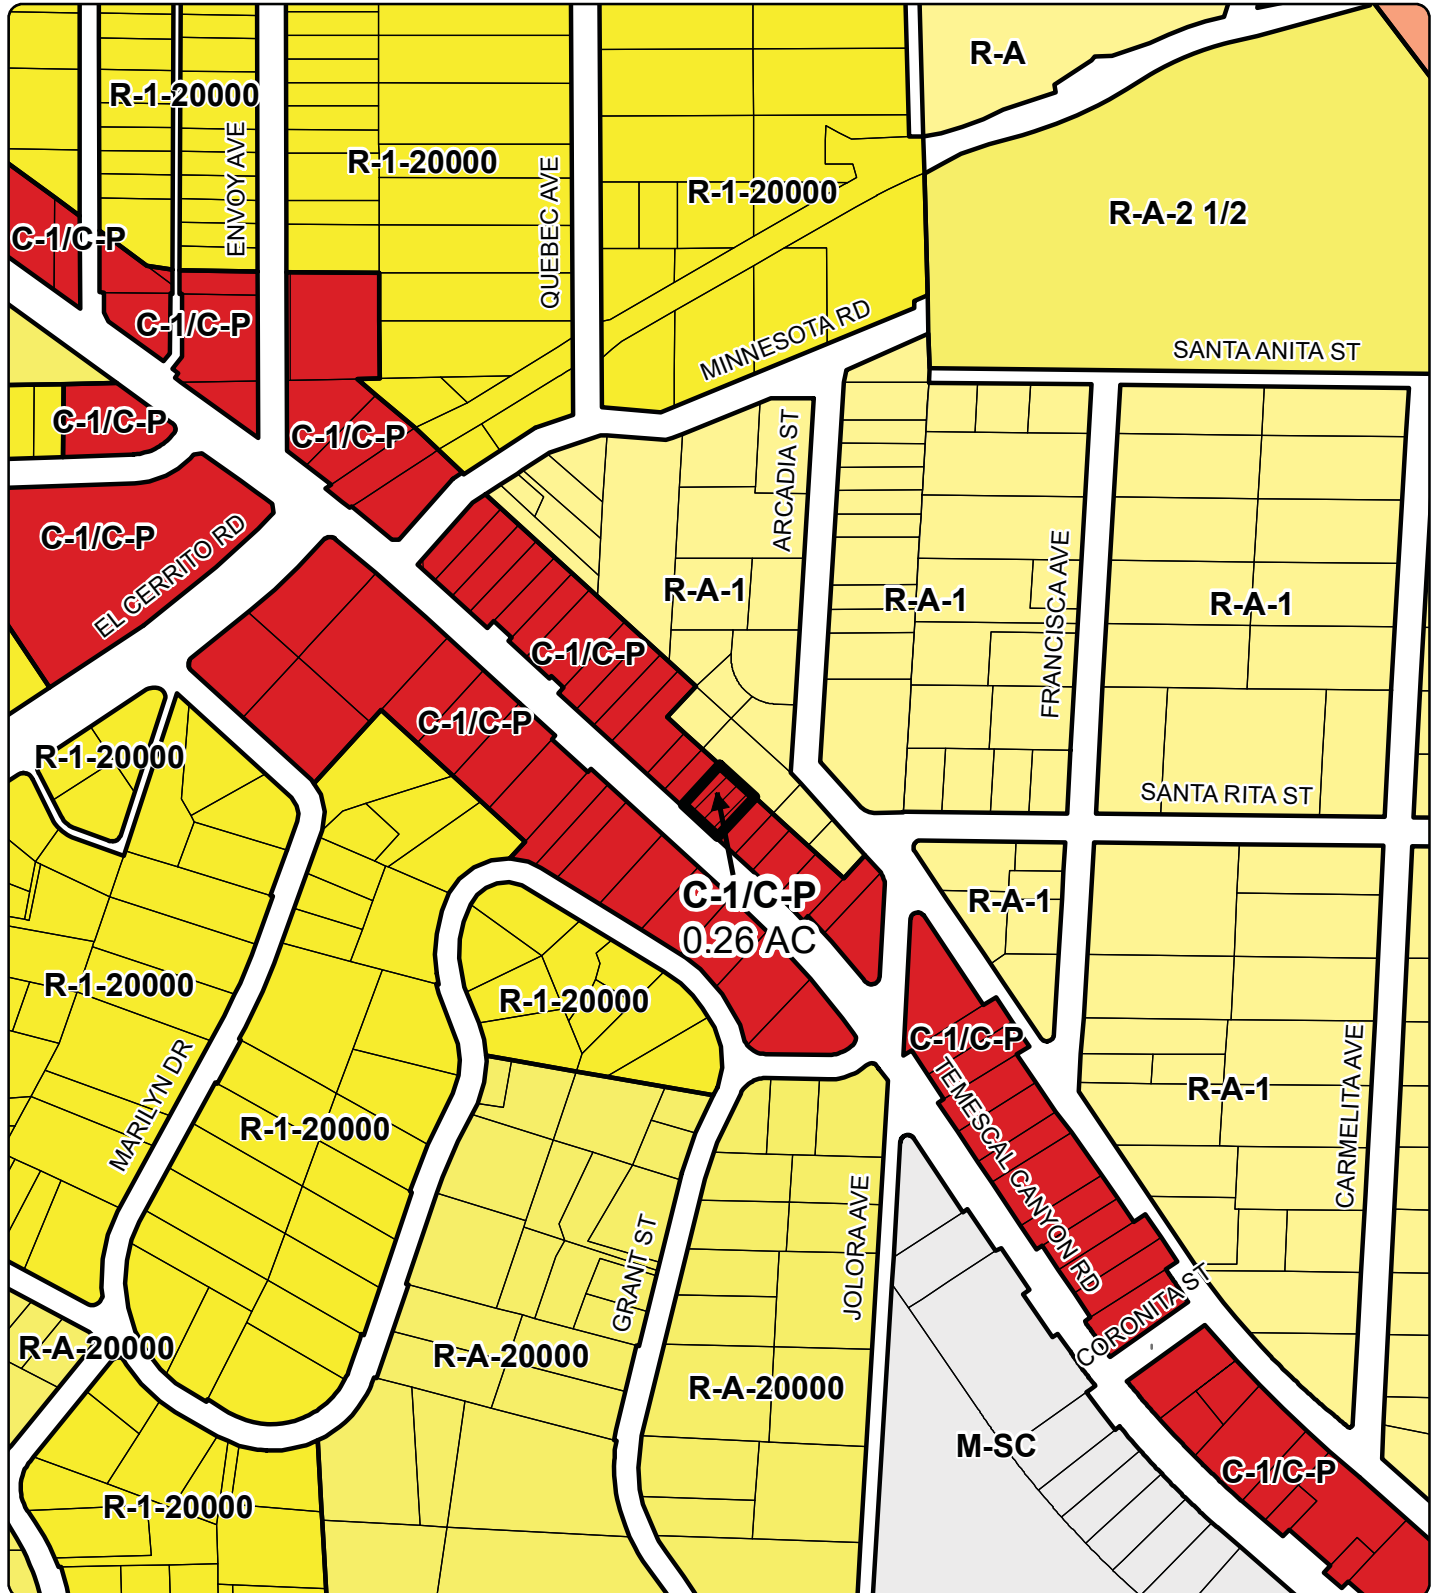 R-A
R-1-20000
ENVOY AVE
R-1-20000
QUEBEC AVE
R-1-20000
R-A-2 1/2
C-1/C-P
C-1/C-P
MINNESOTA RD
SANTA ANITA ST
C-1/C-P
C-1/C-P
ARCADIA ST
C-1/C-P
EL CERRITO RD
R-A-1
R-A-1
FRANCISCA AVE
R-A-1
C-1/C-P
C-1/C-P
R-1-20000
SANTA RITA ST
C-1/C-P
0.26 AC
R-A-1
R-1-20000
R-1-20000
C-1/C-P
MARILYN DR
R-1-20000
TEMESCAL CANYON RD
R-A-1
CARMELITA AVE
GRANT ST
JOLORA AVE
CORONITA ST
R-A-20000
R-A-20000
R-A-20000
M-SC
C-1/C-P
R-1-20000